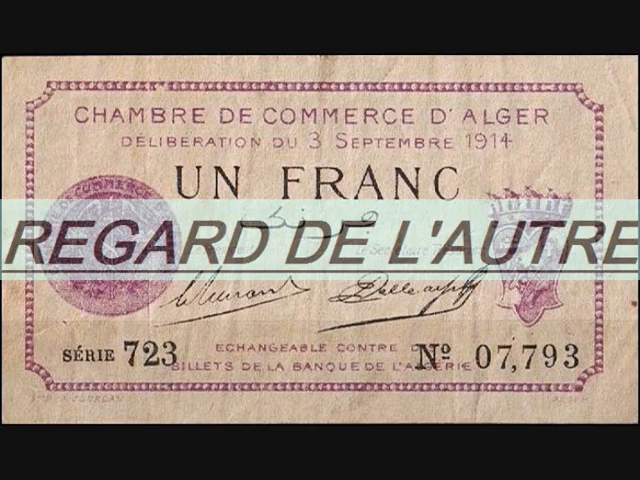 CHAMBRE DE COMMERCE D'ALGER
DÉLIBÉRATION DU 3 SEPTEMBRE 1914
UN FRANC
REGARD DE L'AUTRE
SÉRIE 723
ECHANGEABLE CONTRE
Nº 07,793
BILLETS DE LA BANQUE DE L'ALGÉRIE